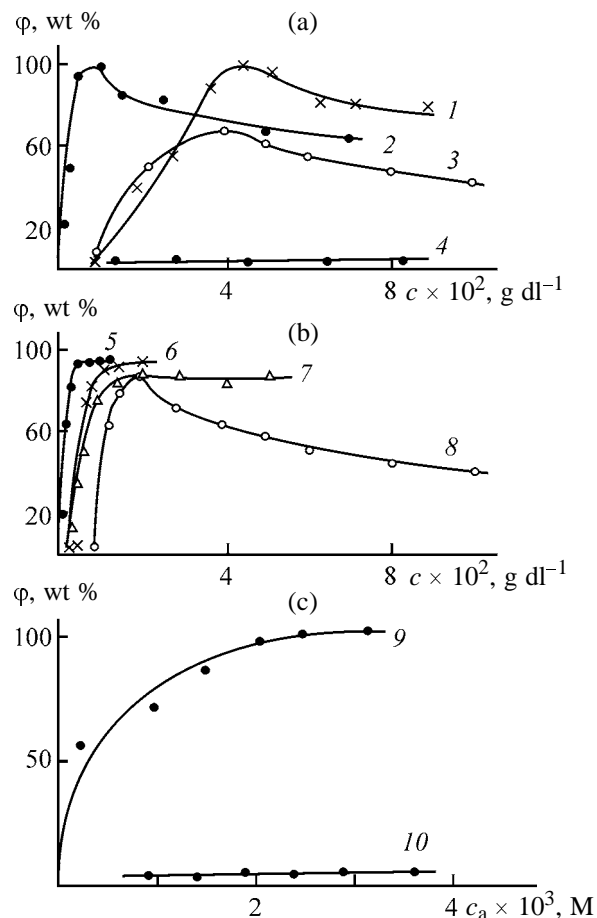 φ, wt % (a)
100
60
20
1
2
3
4
4 8 c × 10², g dl⁻¹
φ, wt % (b)
100
60
20
5 6
7
8
4 8 c × 10², g dl⁻¹
φ, wt % (c)
100
50
9
10
2 4 cₐ × 10³, M